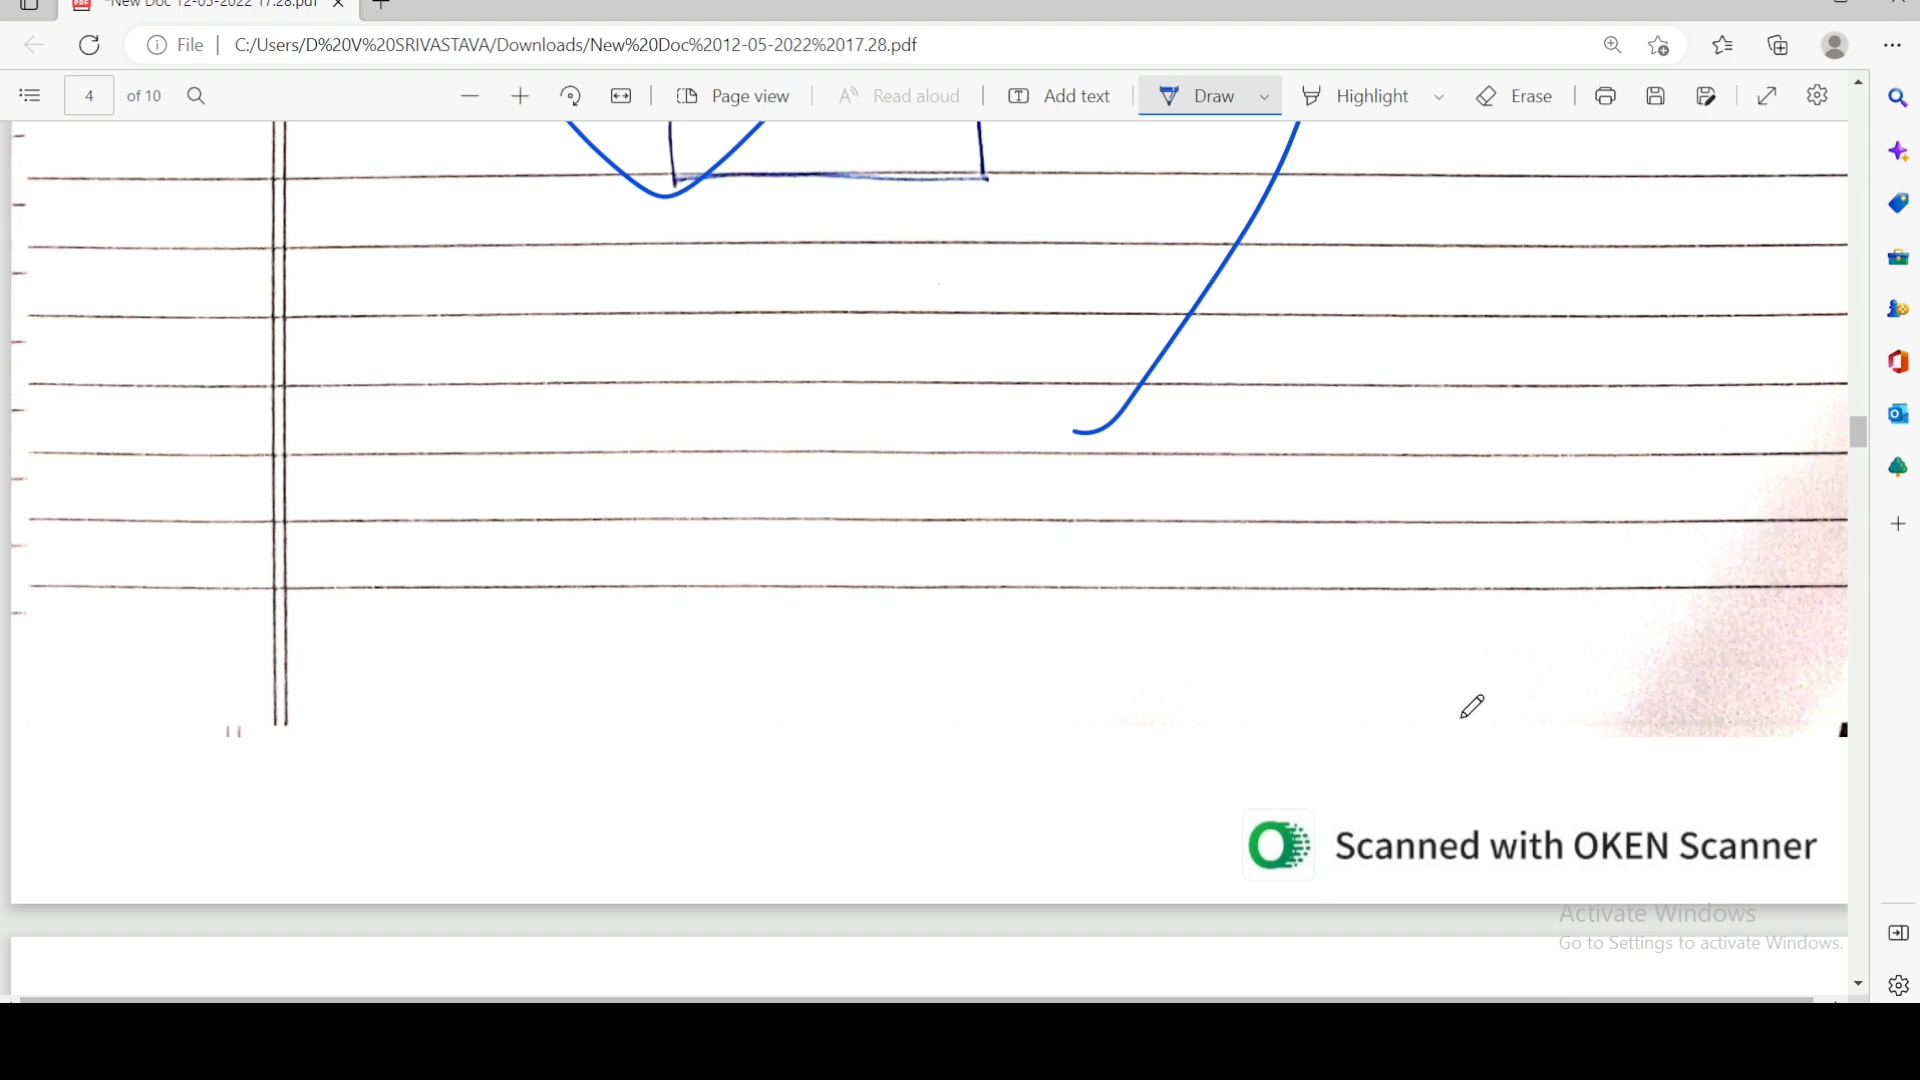 *New Doc 12-05-2022 17.28.pdf
File C:/Users/D%20V%20SRIVASTAVA/Downloads/New%20Doc%2012-05-2022%2017.28.pdf
4 of 10 Page view Read aloud Add text Draw Highlight Erase
Scanned with OKEN Scanner
Activate Windows
Go to Settings to activate Windows.